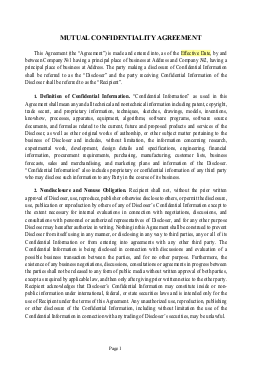 MUTUAL CONFIDENTIALITY AGREEMENT
This Agreement (the "Agreement") is made and entered into, as of the Effective Date, by and
between Company №1 having a principal place of business at Address and Company №2, having a
principal place of business at Address. The party making a disclosure of Confidential Information
shall be referred to as the "Discloser" and the party receiving Confidential Information of the
Discloser shall be referred to as the "Recipient".
1. Definition of Confidential Information. "Confidential Information" as used in this
Agreement shall mean any and all technical and nontechnical information including patent, copyright,
trade secret, and proprietary information, techniques, sketches, drawings, models, inventions,
know-how, processes, apparatus, equipment, algorithms, software programs, software source
documents, and formulae related to the current, future and proposed products and services of the
Discloser, as well as other original works of authorship, or other subject matter pertaining to the
business of Discloser and includes, without limitation, the information concerning research,
experimental work, development, design details and specifications, engineering, financial
information, procurement requirements, purchasing, manufacturing, customer lists, business
forecasts, sales and merchandising, and marketing plans and information of the Discloser.
"Confidential Information" also includes proprietary or confidential information of any third party
who may disclose such information to any Party in the course of its business.
2. Nondisclosure and Nonuse Obligation. Recipient shall not, without the prior written
approval of Discloser, use, reproduce, publish or otherwise disclose to others, or permit the disclosure,
use, publication or reproduction by others of any of Discloser's Confidential Information except to
the extent necessary for internal evaluations in connection with negotiations, discussions, and
consultations with personnel or authorized representatives of Discloser, and for any other purpose
Discloser may hereafter authorize in writing. Nothing in this Agreement shall be construed to prevent
Discloser from itself using in any manner, or disclosing in any way to third parties, any or all of its
Confidential Information or from entering into agreements with any other third party. The
Confidential Information is being disclosed in connection with discussions and evaluation of a
possible business transaction between the parties, and for no other purpose. Furthermore, the
existence of any business negotiations, discussions, consultations or agreements in progress between
the parties shall not be released to any form of public media without written approval of both parties,
except as required by applicable law, and then only after giving prior written notice to the other party.
Recipient acknowledges that Discloser's Confidential Information may constitute inside or non-
public information under international, federal, or state securities laws and is intended only for the
use of Recipient under the terms of this Agreement. Any unauthorized use, reproduction, publishing
or other disclosure of the Confidential Information, including without limitation the use of the
Confidential Information in connection with any trading of Discloser's securities, may be unlawful.
Page 1